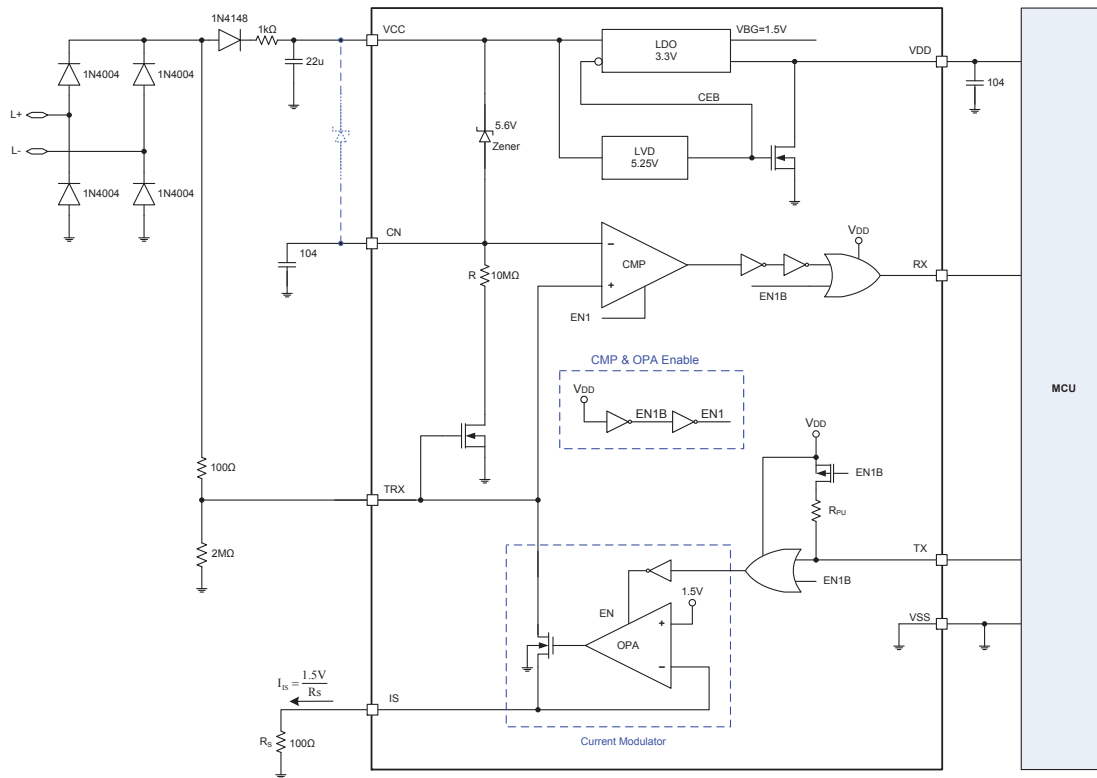 1N4148
1kΩ
VCC
LDO
3.3V
VBG=1.5V
VDD
1N4004
1N4004
22u
104
CEB
L+
5.6V
Zener
LVD
5.25V
L-
1N4004
1N4004
CN
104
R
10MΩ
−
CMP
+
VDD
RX
EN1B
EN1
CMP & OPA Enable
VDD
EN1B
EN1
MCU
VDD
EN1B
100Ω
TRX
RPU
2MΩ
TX
EN1B
EN
1.5V
+
OPA
−
VSS
IIS = 1.5V
Rs
IS
RS
100Ω
Current Modulator